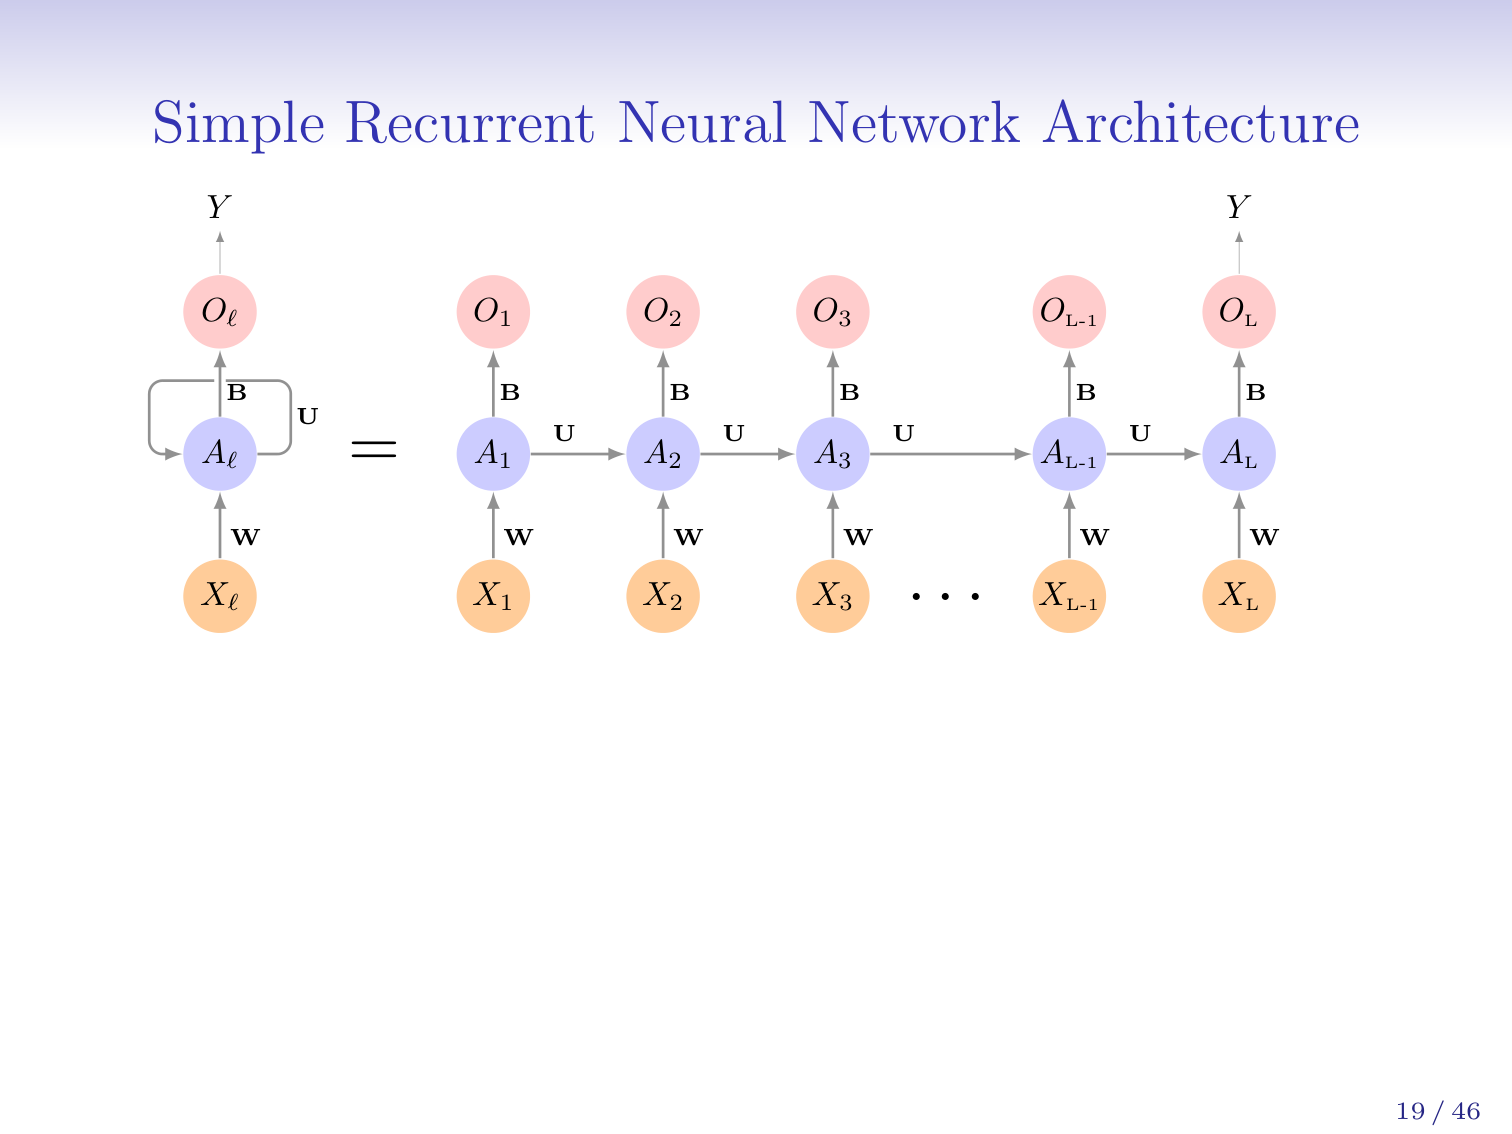 Simple Recurrent Neural Network Architecture
Y Y
Oℓ O1 O2 O3 OL-1 OL
B B B B B B
U U U U U
Aℓ = A1 A2 A3 AL-1 AL
W W W W W W
Xℓ X1 X2 X3 . . . XL-1 XL
19 / 46